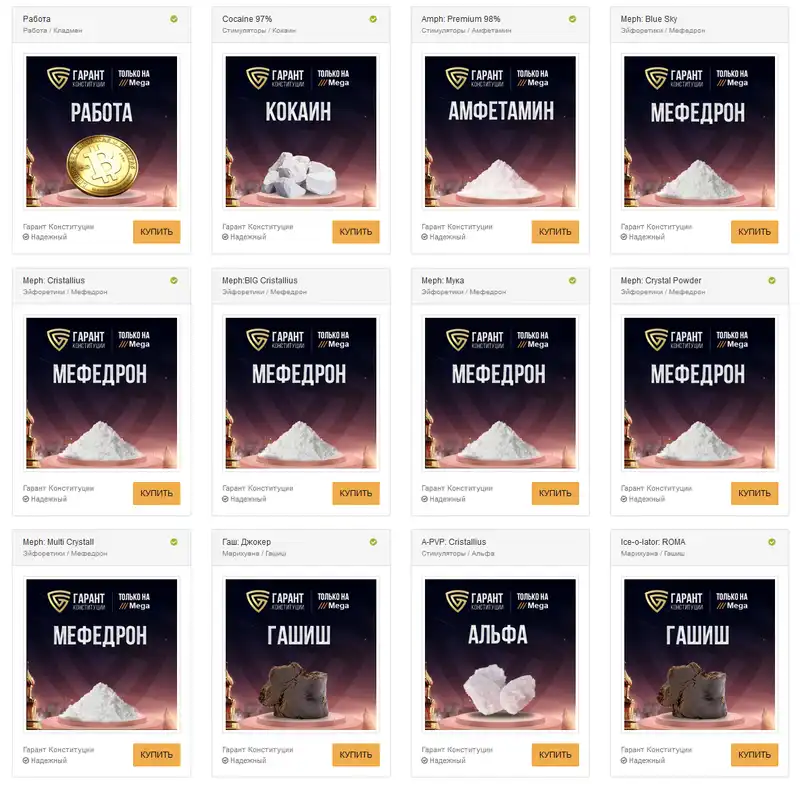 Работа
Работа / Кладмен
ГАРАНТ
КОНСТИТУЦИИ
ТОЛЬКО НА
Mega
РАБОТА
Гарант Конституции
Надежный
КУПИТЬ
Cocaine 97%
Стимуляторы / Кокаин
ГАРАНТ
КОНСТИТУЦИИ
ТОЛЬКО НА
Mega
КОКАИН
Гарант Конституции
Надежный
КУПИТЬ
Amph: Premium 98%
Стимуляторы / Амфетамин
ГАРАНТ
КОНСТИТУЦИИ
ТОЛЬКО НА
Mega
АМФЕТАМИН
Гарант Конституции
Надежный
КУПИТЬ
Meph: Blue Sky
Эйфоретики / Мефедрон
ГАРАНТ
КОНСТИТУЦИИ
ТОЛЬКО НА
Mega
МЕФЕДРОН
Гарант Конституции
Надежный
КУПИТЬ
Meph: Cristallius
Эйфоретики / Мефедрон
ГАРАНТ
КОНСТИТУЦИИ
ТОЛЬКО НА
Mega
МЕФЕДРОН
Гарант Конституции
Надежный
КУПИТЬ
Meph:BIG Cristallius
Эйфоретики / Мефедрон
ГАРАНТ
КОНСТИТУЦИИ
ТОЛЬКО НА
Mega
МЕФЕДРОН
Гарант Конституции
Надежный
КУПИТЬ
Meph: Мука
Эйфоретики / Мефедрон
ГАРАНТ
КОНСТИТУЦИИ
ТОЛЬКО НА
Mega
МЕФЕДРОН
Гарант Конституции
Надежный
КУПИТЬ
Meph: Crystal Powder
Эйфоретики / Мефедрон
ГАРАНТ
КОНСТИТУЦИИ
ТОЛЬКО НА
Mega
МЕФЕДРОН
Гарант Конституции
Надежный
КУПИТЬ
Meph: Multi Crystall
Эйфоретики / Мефедрон
ГАРАНТ
КОНСТИТУЦИИ
ТОЛЬКО НА
Mega
МЕФЕДРОН
Гарант Конституции
Надежный
КУПИТЬ
Гаш: Джокер
Марихуана / Гашиш
ГАРАНТ
КОНСТИТУЦИИ
ТОЛЬКО НА
Mega
ГАШИШ
Гарант Конституции
Надежный
КУПИТЬ
A-PVP: Cristallius
Стимуляторы / Альфа
ГАРАНТ
КОНСТИТУЦИИ
ТОЛЬКО НА
Mega
АЛЬФА
Гарант Конституции
Надежный
КУПИТЬ
Ice-o-lator: ROMA
Марихуана / Гашиш
ГАРАНТ
КОНСТИТУЦИИ
ТОЛЬКО НА
Mega
ГАШИШ
Гарант Конституции
Надежный
КУПИТЬ